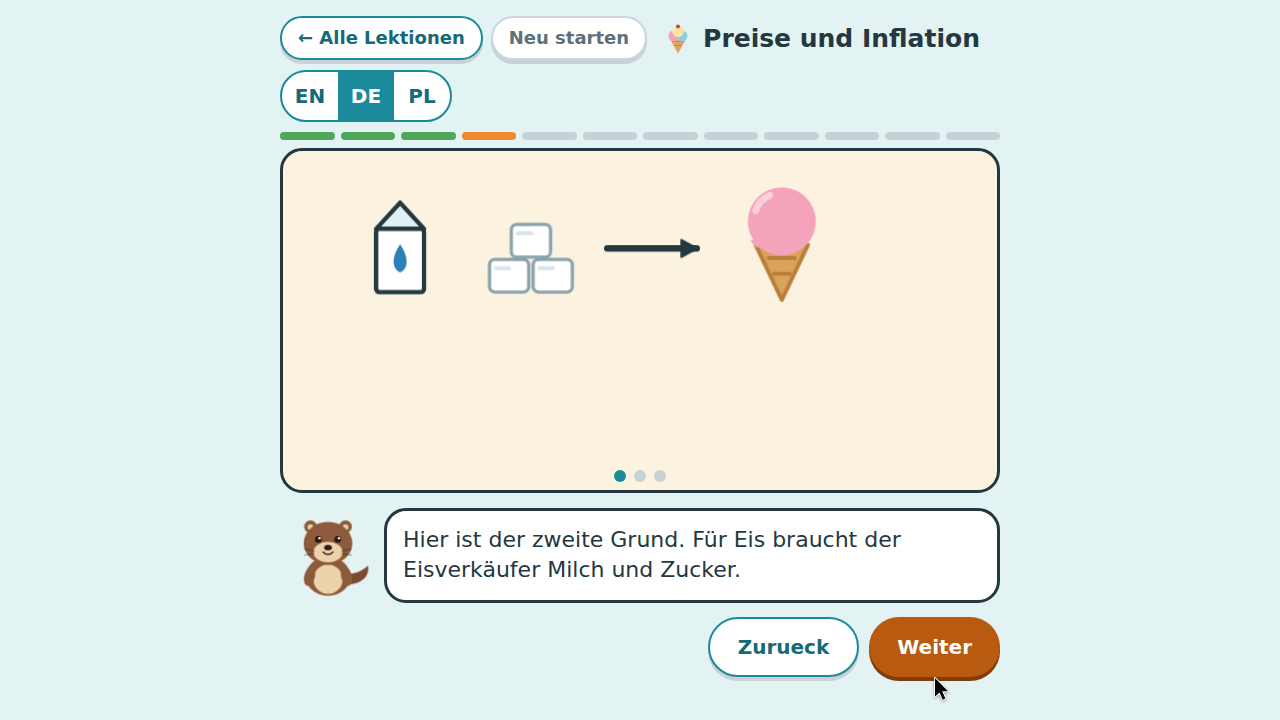 ← Alle Lektionen
Neu starten
Preise und Inflation
EN
DE
PL
Hier ist der zweite Grund. Für Eis braucht der
Eisverkäufer Milch und Zucker.
Zurueck
Weiter